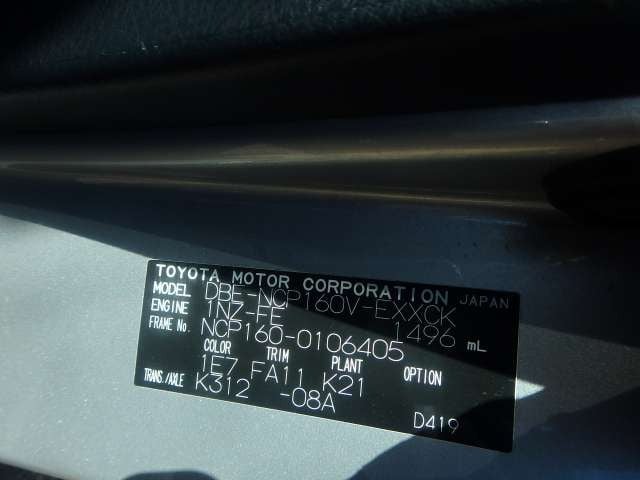 TOYOTA MOTOR CORPORATION JAPAN
MODEL DBE-NCP160V-EXXCK
ENGINE 1NZ-FE 1496 mL
FRAME No. NCP160-0106405
COLOR TRIM PLANT OPTION
1E7 FA11 K21
TRANS./AXLE K312 -08A
D419